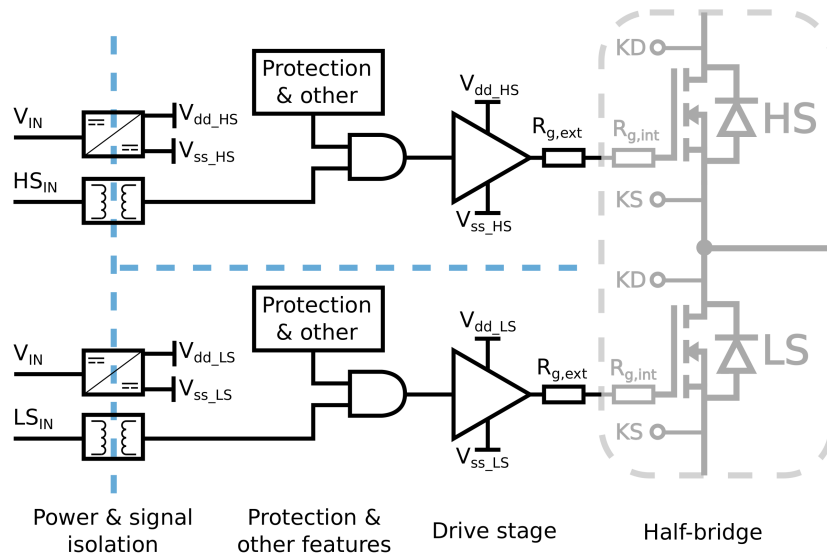 Protection
& other
V_IN
V_dd_HS
V_ss_HS
HS_IN
V_dd_HS
V_ss_HS
R_g,ext
R_g,int
KD
HS
KS
Protection
& other
V_IN
V_dd_LS
V_ss_LS
LS_IN
V_dd_LS
V_ss_LS
R_g,ext
R_g,int
KD
LS
KS
Power & signal
isolation
Protection &
other features
Drive stage
Half-bridge